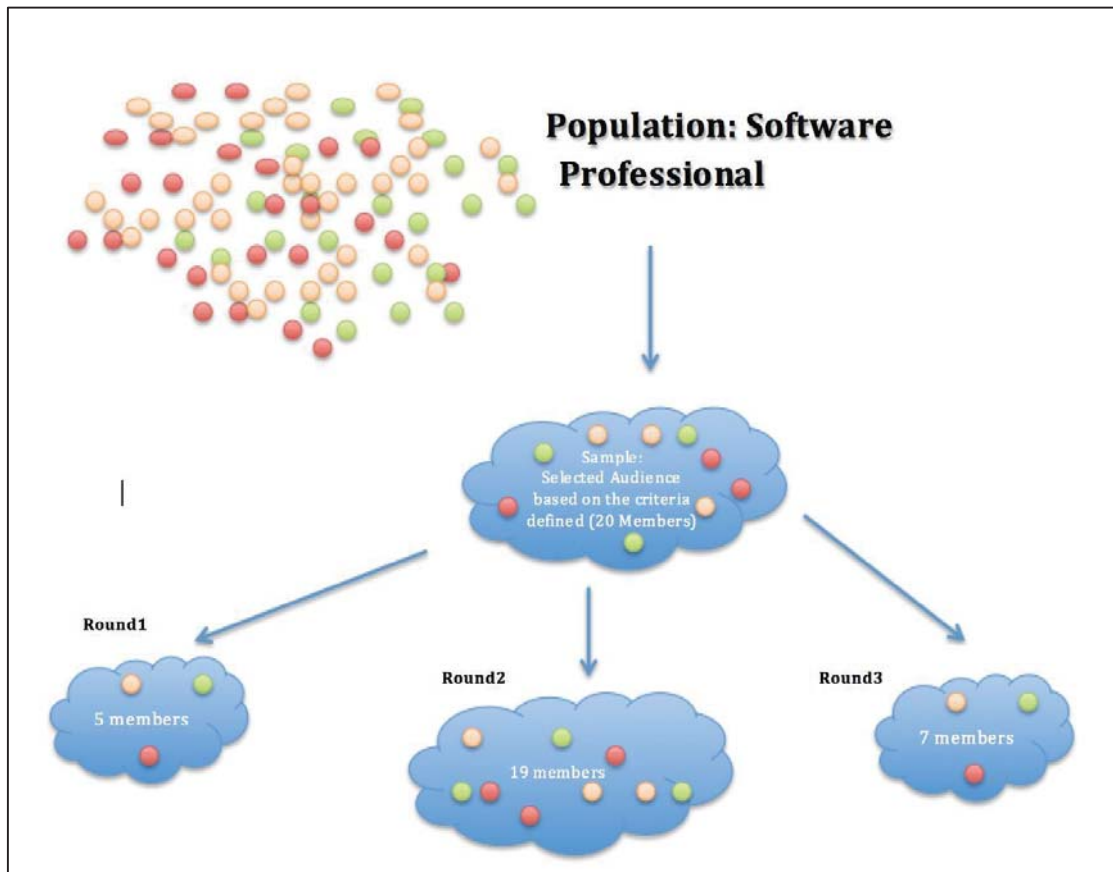 Population: Software
Professional
Sample:
Selected Audience
based on the criteria
defined (20 Members)
Round1
5 members
Round2
19 members
Round3
7 members